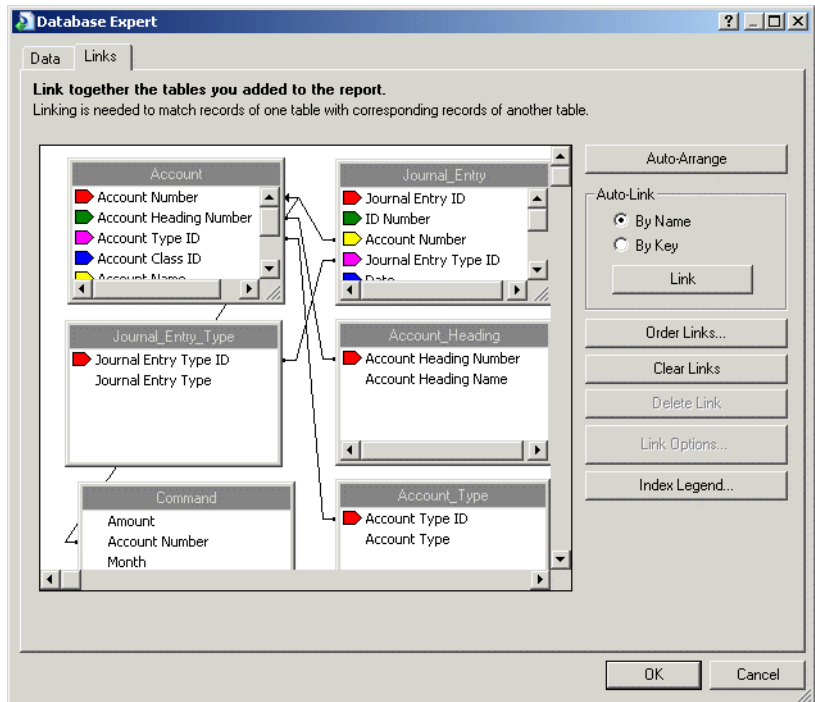 Database Expert
Data
Links
Link together the tables you added to the report.
Linking is needed to match records of one table with corresponding records of another table.
Account
Account Number
Account Heading Number
Account Type ID
Account Class ID
Account Name
Journal_Entry
Journal Entry ID
ID Number
Account Number
Journal Entry Type ID
Date
Journal_Entry_Type
Journal Entry Type ID
Journal Entry Type
Account_Heading
Account Heading Number
Account Heading Name
Command
Amount
Account Number
Month
Account_Type
Account Type ID
Account Type
Auto-Arrange
Auto-Link
By Name
By Key
Link
Order Links...
Clear Links
Delete Link
Link Options...
Index Legend...
OK
Cancel